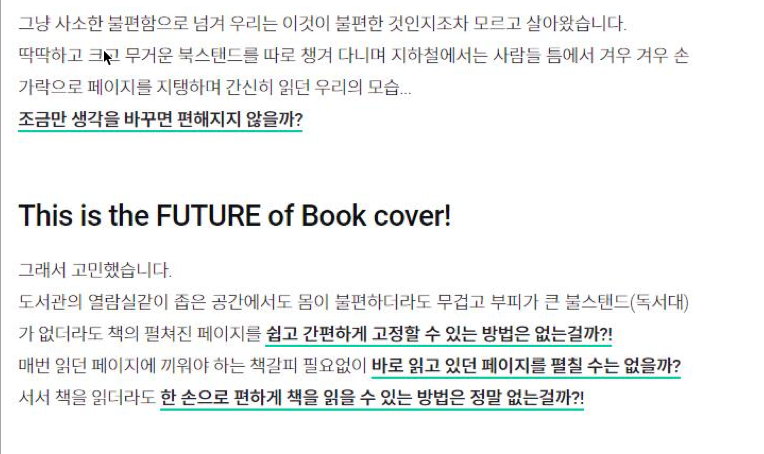 그냥 사소한 불편함으로 넘겨 우리는 이것이 불편한 것인지조차 모르고 살아왔습니다.
딱딱하고 크고 무거운 북스탠드를 따로 챙겨 다니며 지하철에서는 사람들 틈에서 겨우 겨우 손
가락으로 페이지를 지탱하며 간신히 읽던 우리의 모습...
조금만 생각을 바꾸면 편해지지 않을까?
This is the FUTURE of Book cover!
그래서 고민했습니다.
도서관의 열람실같이 좁은 공간에서도 몸이 불편하더라도 무겁고 부피가 큰 불스탠드(독서대)
가 없더라도 책의 펼쳐진 페이지를 쉽고 간편하게 고정할 수 있는 방법은 없는걸까?!
매번 읽던 페이지에 끼워야 하는 책갈피 필요없이 바로 읽고 있던 페이지를 펼칠 수는 없을까?
서서 책을 읽더라도 한 손으로 편하게 책을 읽을 수 있는 방법은 정말 없는걸까?!